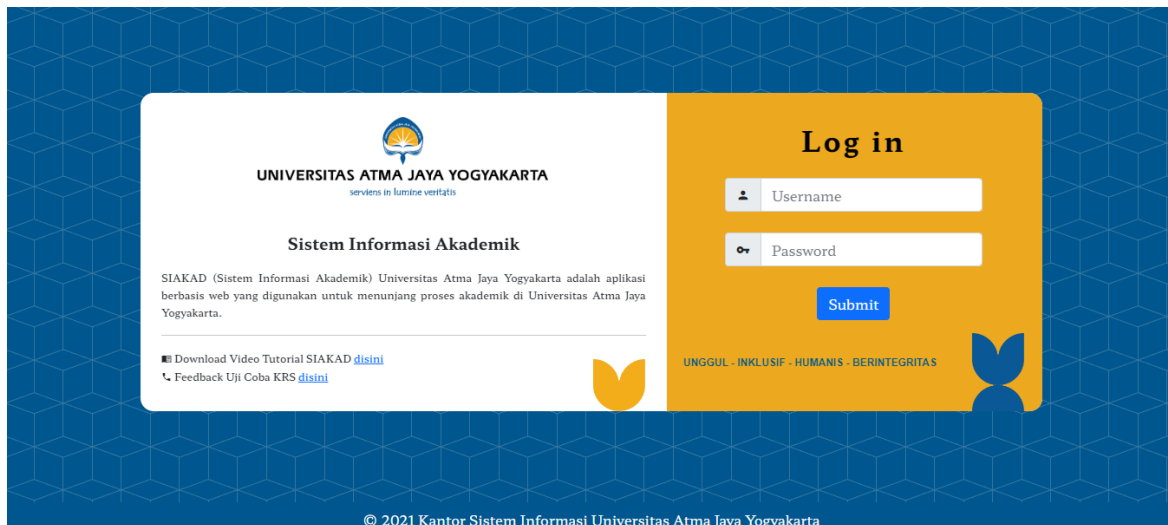 UNIVERSITAS ATMA JAYA YOGYAKARTA
serviens in lumine veritatis
Sistem Informasi Akademik
SIAKAD (Sistem Informasi Akademik) Universitas Atma Jaya Yogyakarta adalah aplikasi
berbasis web yang digunakan untuk menunjang proses akademik di Universitas Atma Jaya
Yogyakarta.
Download Video Tutorial SIAKAD disini
Feedback Uji Coba KRS disini
Log in
Username
Password
Submit
UNGGUL - INKLUSIF - HUMANIS - BERINTEGRITAS
© 2021 Kantor Sistem Informasi Universitas Atma Jaya Yogyakarta